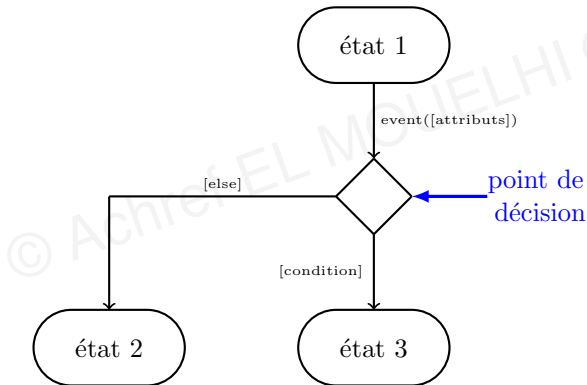 état 1
event([attributs])
[else]
point de
décision
[condition]
état 2
état 3
© Achref EL MOUELHI ©